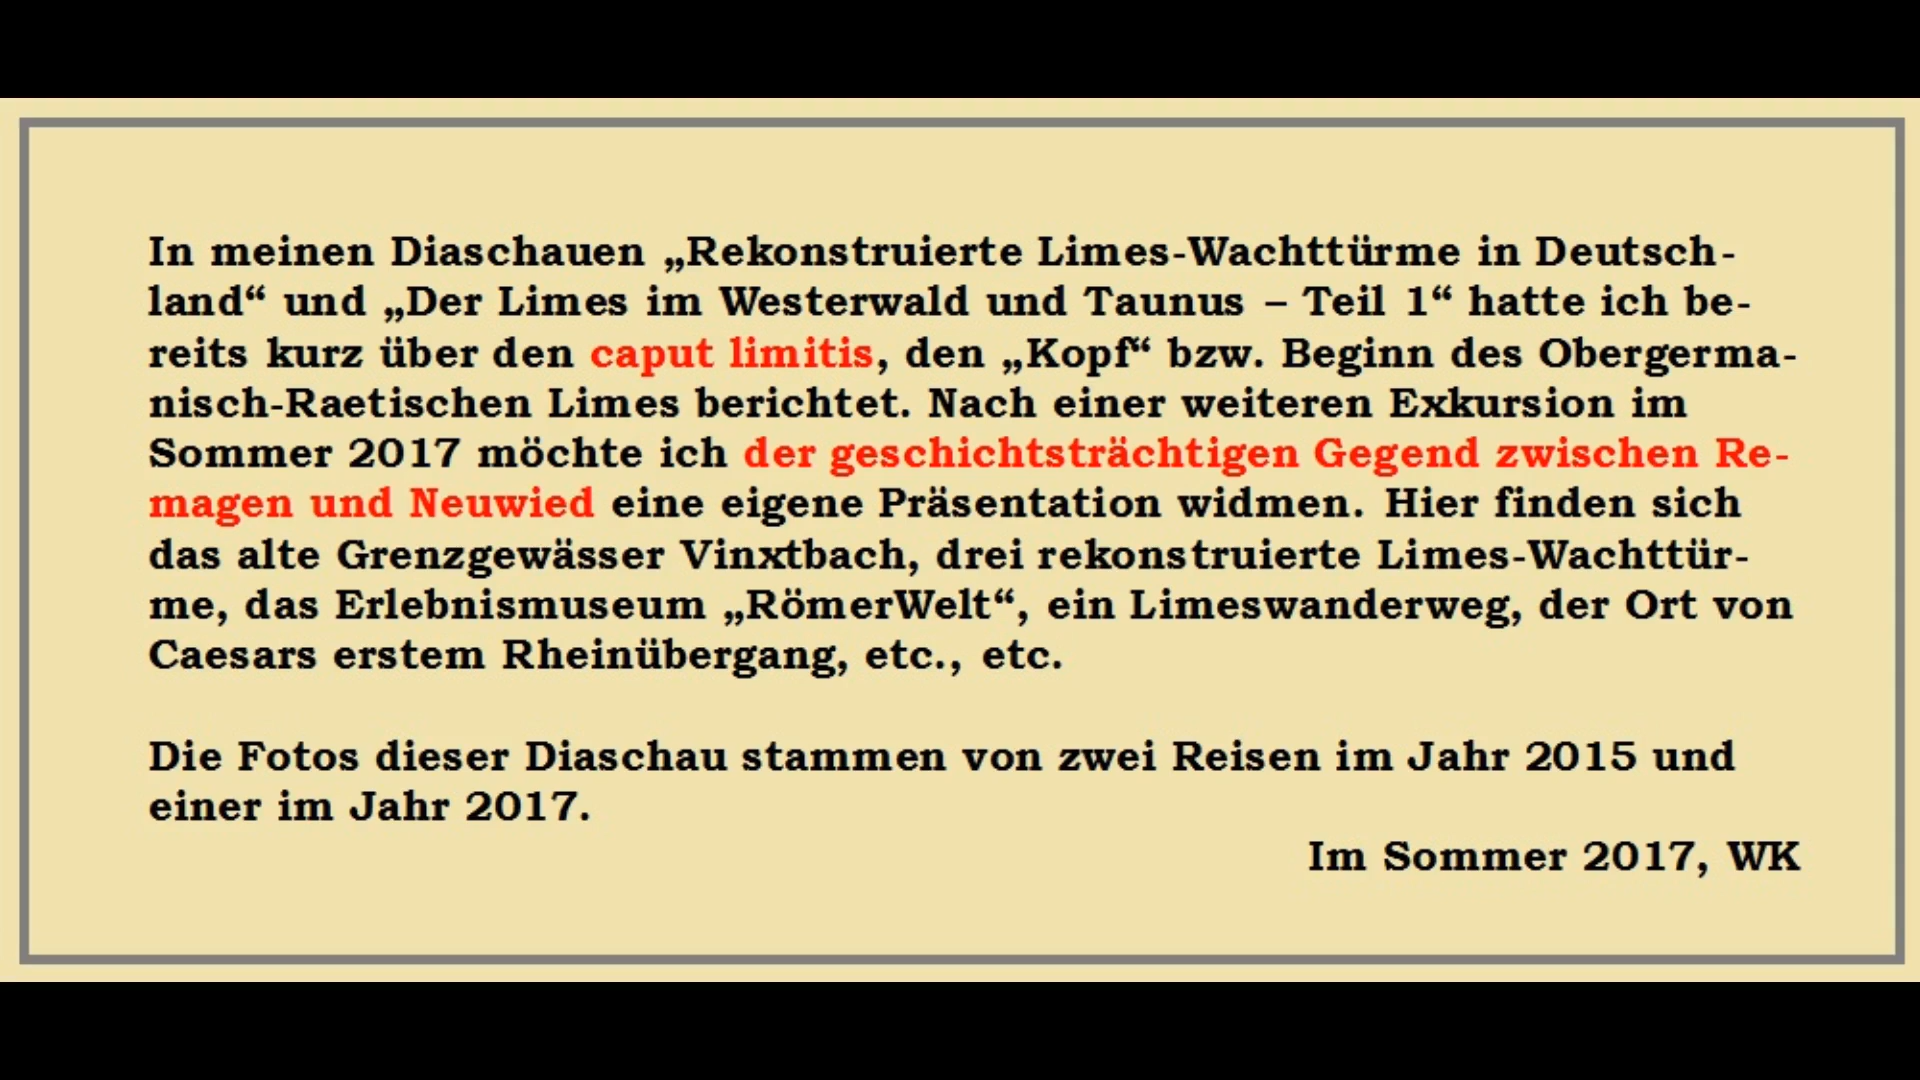 In meinen Diaschauen „Rekonstruierte Limes-Wachttürme in Deutsch-
land“ und „Der Limes im Westerwald und Taunus – Teil 1“ hatte ich be-
reits kurz über den caput limitis, den „Kopf“ bzw. Beginn des Obergerma-
nisch-Raetischen Limes berichtet. Nach einer weiteren Exkursion im
Sommer 2017 möchte ich der geschichtsträchtigen Gegend zwischen Re-
magen und Neuwied eine eigene Präsentation widmen. Hier finden sich
das alte Grenzgewässer Vinxtbach, drei rekonstruierte Limes-Wachttür-
me, das Erlebnismuseum „RömerWelt“, ein Limeswanderweg, der Ort von
Caesars erstem Rheinübergang, etc., etc.
Die Fotos dieser Diaschau stammen von zwei Reisen im Jahr 2015 und
einer im Jahr 2017.
Im Sommer 2017, WK